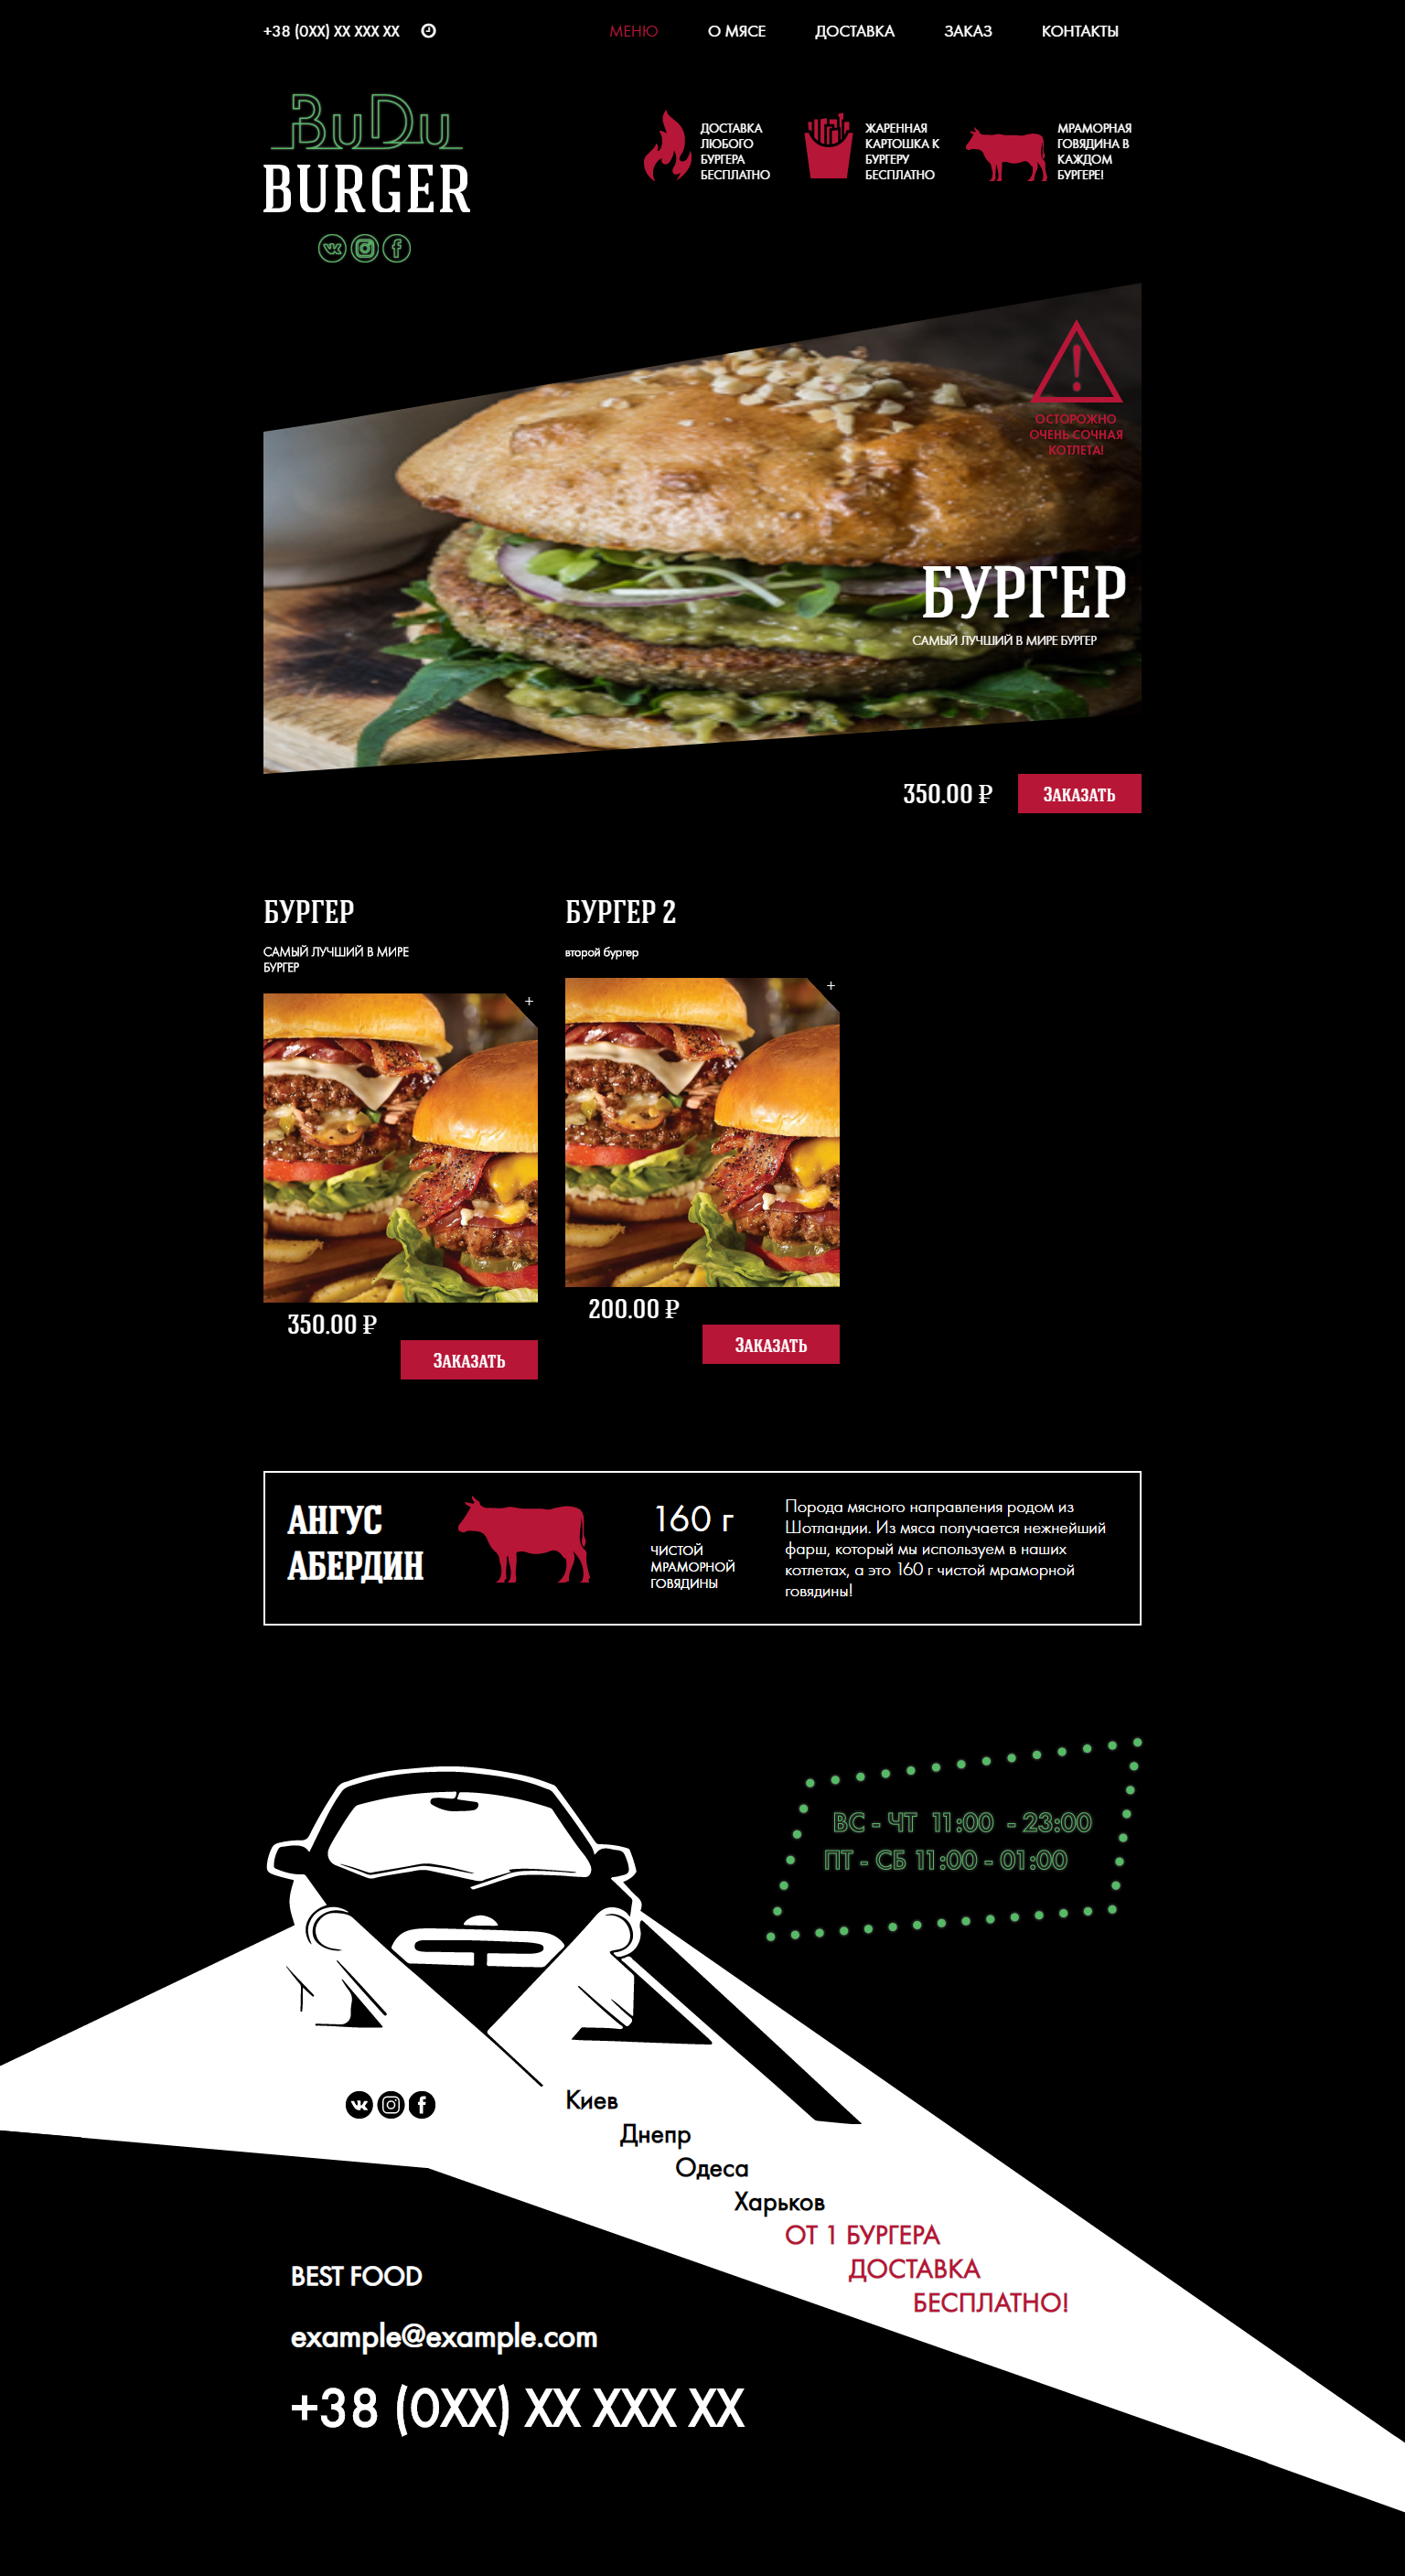 +38 (0XX) XX XXX XX
МЕНЮ
О МЯСЕ
ДОСТАВКА
ЗАКАЗ
КОНТАКТЫ
BuDu
BURGER
ДОСТАВКА
ЛЮБОГО
БУРГЕРА
БЕСПЛАТНО
ЖАРЕННАЯ
КАРТОШКА К
БУРГЕРУ
БЕСПЛАТНО
МРАМОРНАЯ
ГОВЯДИНА В
КАЖДОМ
БУРГЕРЕ!
ОСТОРОЖНО
ОЧЕНЬ СОЧНАЯ
КОТЛЕТА!
БУРГЕР
САМЫЙ ЛУЧШИЙ В МИРЕ БУРГЕР
350.00 ₽
Заказать
БУРГЕР
САМЫЙ ЛУЧШИЙ В МИРЕ
БУРГЕР
+
350.00 ₽
Заказать
БУРГЕР 2
второй бургер
+
200.00 ₽
Заказать
АНГУС
АБЕРДИН
160 г
ЧИСТОЙ
МРАМОРНОЙ
ГОВЯДИНЫ
Порода мясного направления родом из
Шотландии. Из мяса получается нежнейший
фарш, который мы используем в наших
котлетах, а это 160 г чистой мраморной
говядины!
ВС - ЧТ 11:00 - 23:00
ПТ - СБ 11:00 - 01:00
Киев
Днепр
Одеса
Харьков
ОТ 1 БУРГЕРА
ДОСТАВКА
БЕСПЛАТНО!
BEST FOOD
example@example.com
+38 (0XX) XX XXX XX